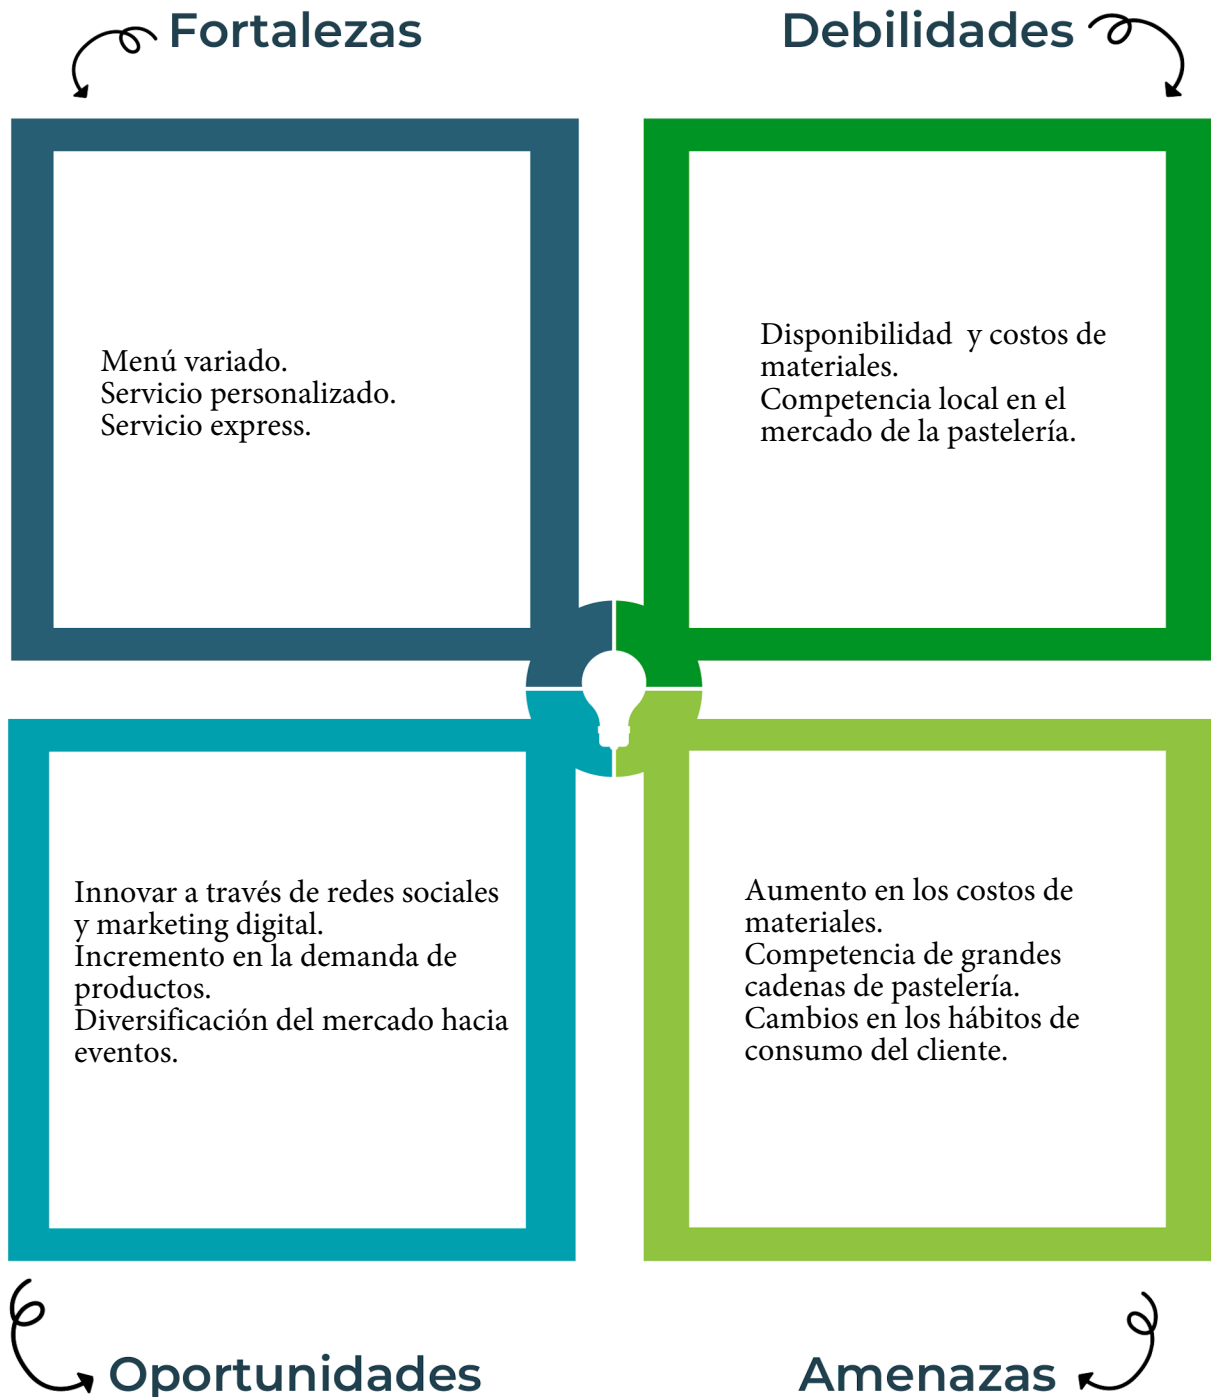 Fortalezas
Debilidades
Menú variado.
Servicio personalizado.
Servicio express.
Disponibilidad  y costos de
materiales.
Competencia local en el
mercado de la pastelería.
Innovar a través de redes sociales
y marketing digital.
Incremento en la demanda de
productos.
Diversificación del mercado hacia
eventos.
Aumento en los costos de
materiales.
Competencia de grandes
cadenas de pastelería.
Cambios en los hábitos de
consumo del cliente.
Oportunidades
Amenazas